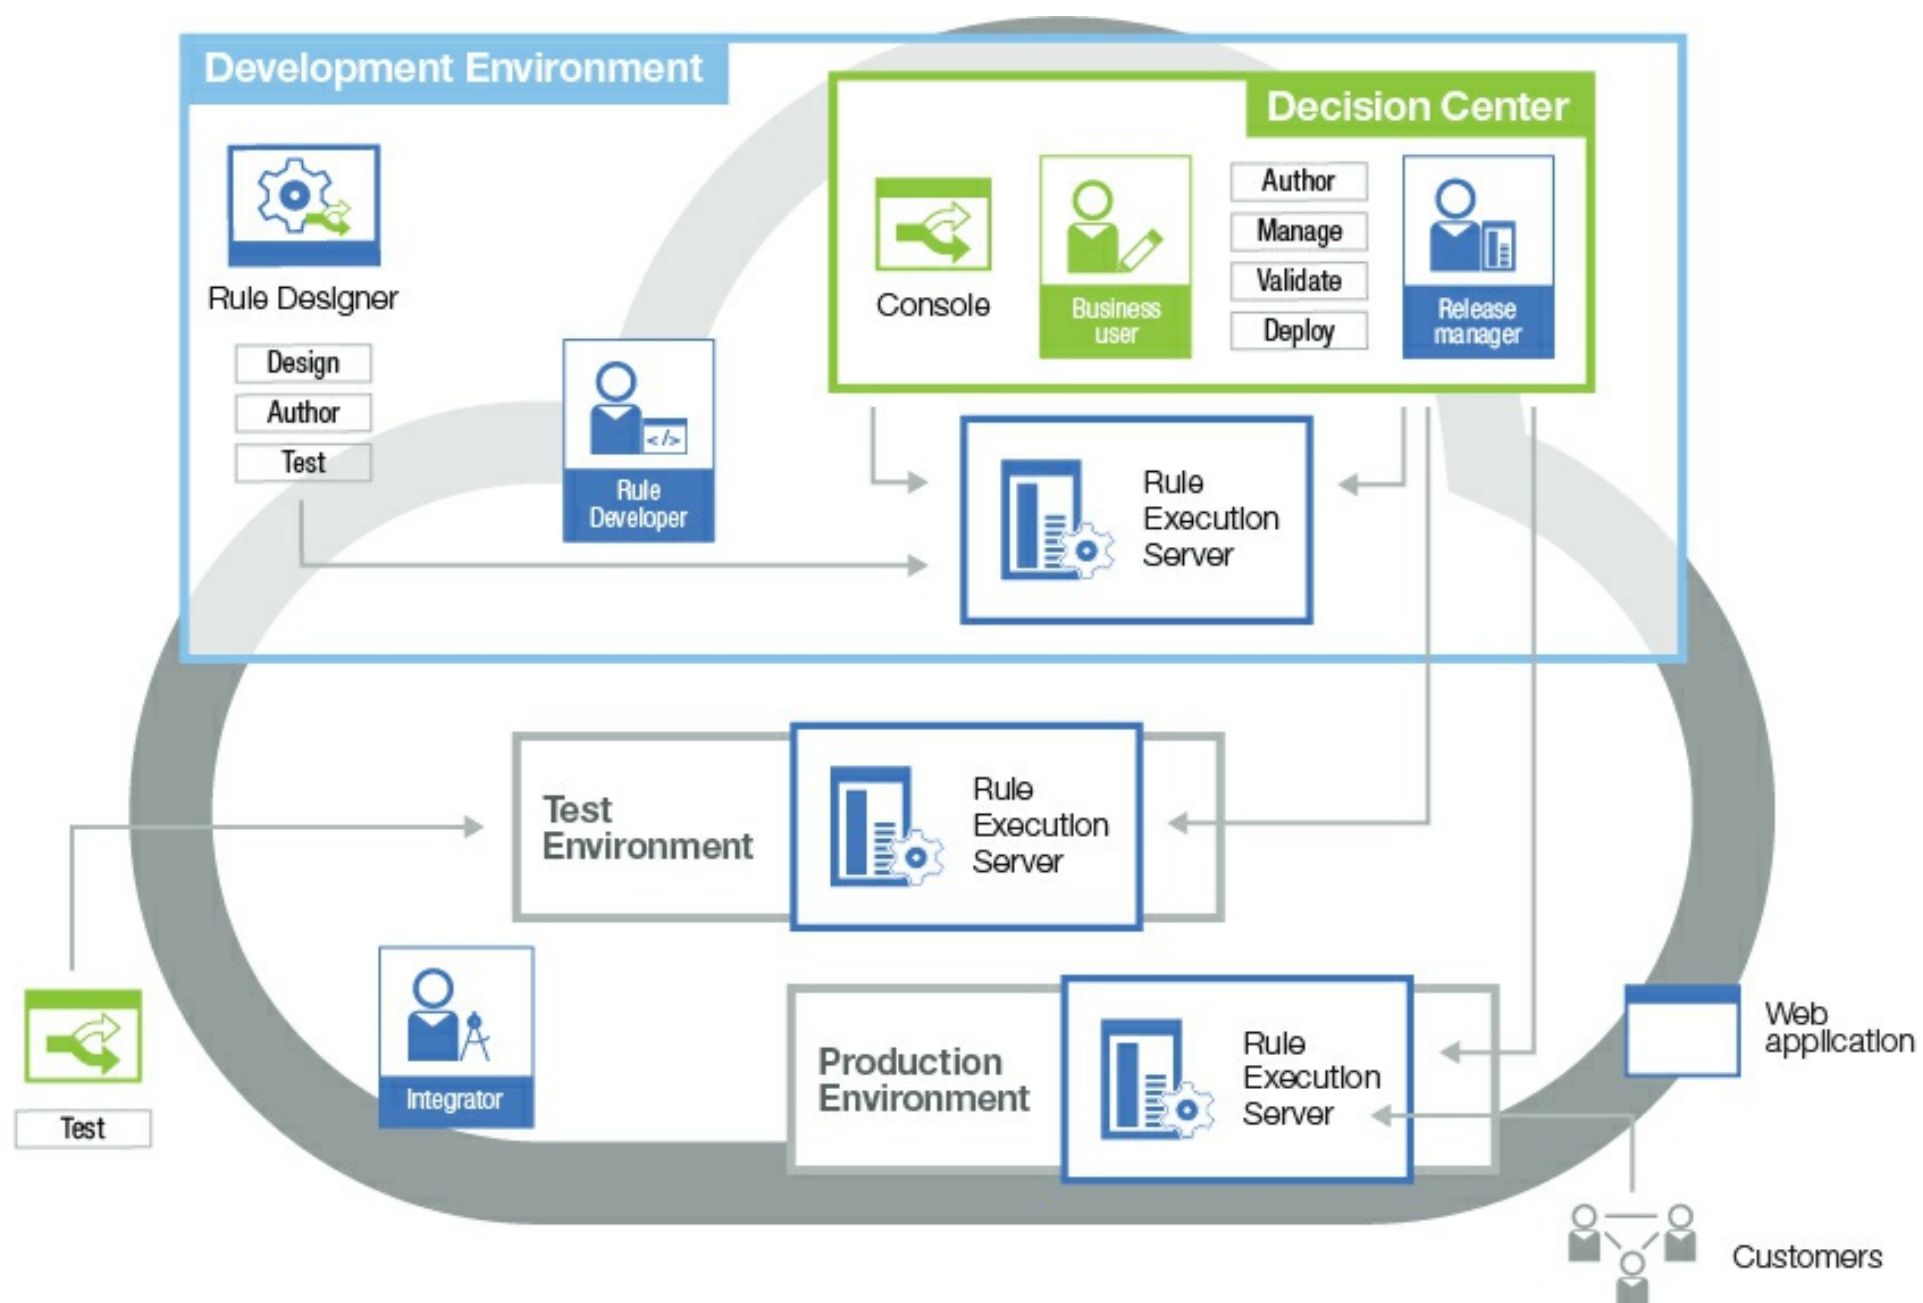 Development Environment
Decision Center
Rule Designer
Design
Author
Test
Rule
Developer
Console
Business
user
Author
Manage
Validate
Deploy
Release
manager
</>
Rule
Execution
Server
Test
Environment
Rule
Execution
Server
Test
Integrator
Production
Environment
Rule
Execution
Server
Web
application
Customers